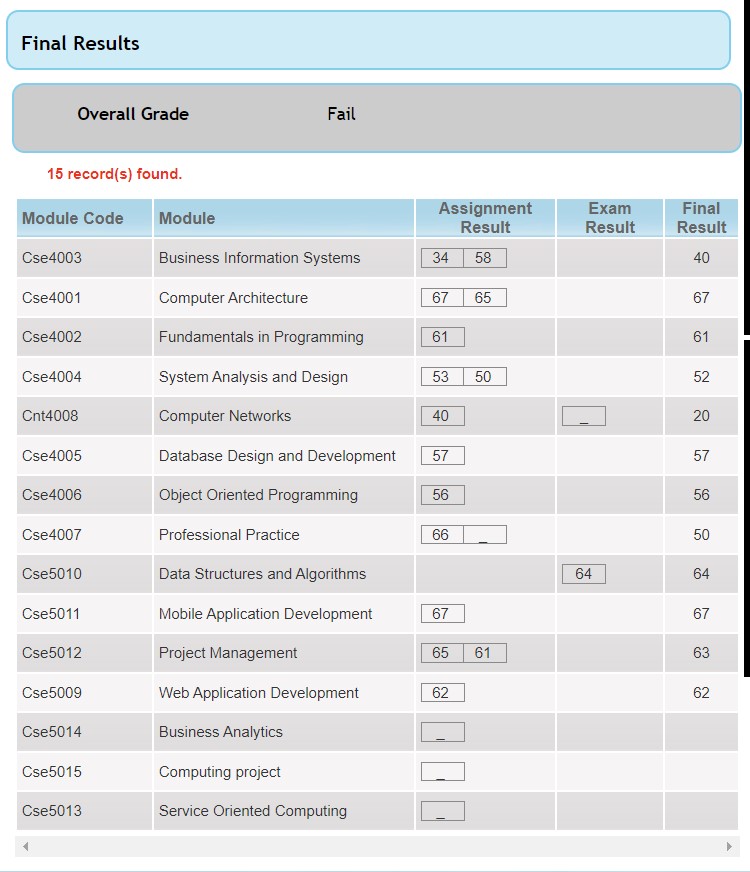 Final Results
Overall Grade Fail
15 record(s) found.
Module Code Module Assignment Result Exam Result Final Result
Cse4003 Business Information Systems 34 58 40
Cse4001 Computer Architecture 67 65 67
Cse4002 Fundamentals in Programming 61 61
Cse4004 System Analysis and Design 53 50 52
Cnt4008 Computer Networks 40 _ 20
Cse4005 Database Design and Development 57 57
Cse4006 Object Oriented Programming 56 56
Cse4007 Professional Practice 66 _ 50
Cse5010 Data Structures and Algorithms 64 64
Cse5011 Mobile Application Development 67 67
Cse5012 Project Management 65 61 63
Cse5009 Web Application Development 62 62
Cse5014 Business Analytics _
Cse5015 Computing project _
Cse5013 Service Oriented Computing _